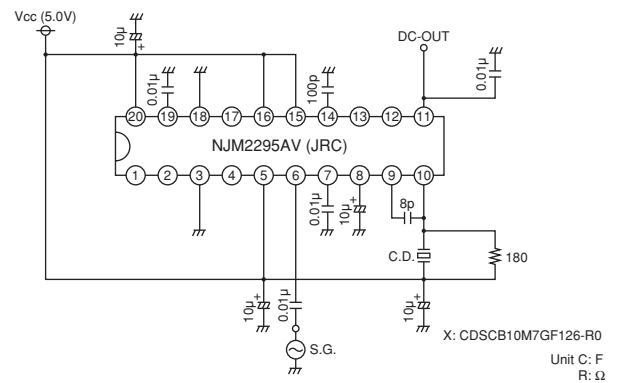 Vcc (5.0V)
10μ
+
DC-OUT
0.01μ
100p
0.01μ
20 19 18 17 16 15 14 13 12 11
NJM2295AV (JRC)
1 2 3 4 5 6 7 8 9 10
0.01μ
10μ
+
8p
C.D.
180
10μ
+
0.01μ
10μ
+
S.G.
X: CDSCB10M7GF126-R0
Unit C: F
R: Ω